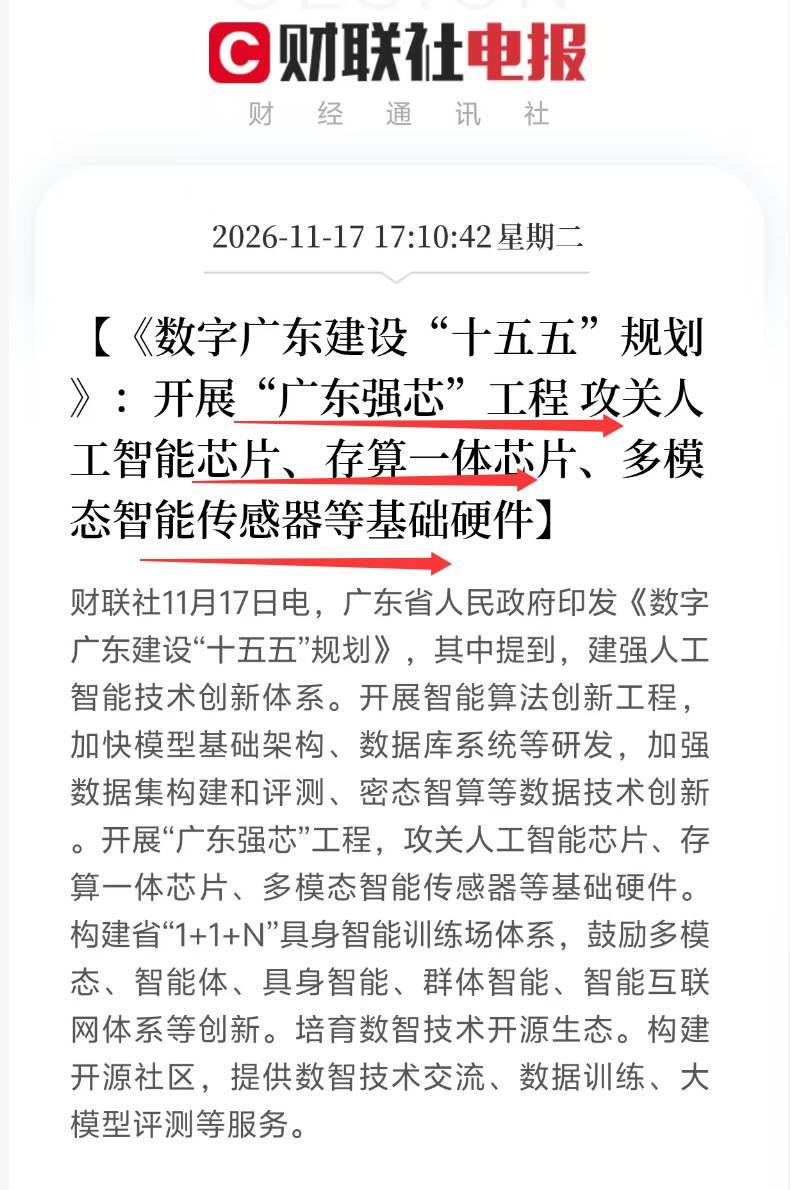 财联社电报
财经通讯社
2026-11-17 17:10:42 星期二
【《数字广东建设“十五五”规划
》：开展“广东强芯”工程 攻关人
工智能芯片、存算一体芯片、多模
态智能传感器等基础硬件】
财联社11月17日电，广东省人民政府印发《数字
广东建设“十五五”规划》，其中提到，建强人工
智能技术创新体系。开展智能算法创新工程，
加快模型基础架构、数据库系统等研发，加强
数据集构建和评测、密态智算等数据技术创新
。开展“广东强芯”工程，攻关人工智能芯片、存
算一体芯片、多模态智能传感器等基础硬件。
构建省“1+1+N”具身智能训练场体系，鼓励多模
态、智能体、具身智能、群体智能、智能互联
网体系等创新。培育数智技术开源生态。构建
开源社区，提供数智技术交流、数据训练、大
模型评测等服务。